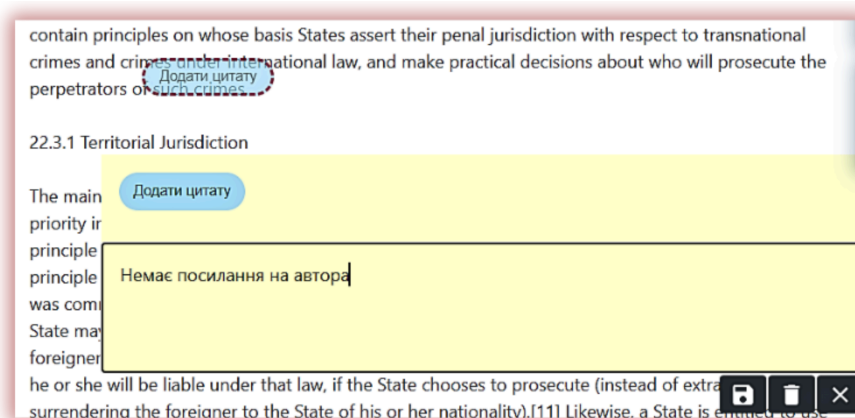 contain principles on whose basis States assert their penal jurisdiction with respect to transnational
crimes and crimes under international law, and make practical decisions about who will prosecute the
Додати цитату
perpetrators of such crimes
22.3.1 Territorial Jurisdiction
Додати цитату
The main
priority in
principle
principle
Немає посилання на автора
was com
State may
foreigner
he or she will be liable under that law, if the State chooses to prosecute (instead of extra
surrendering the foreigner to the State of his or her nationality).[11] Likewise, a State is entitled to use